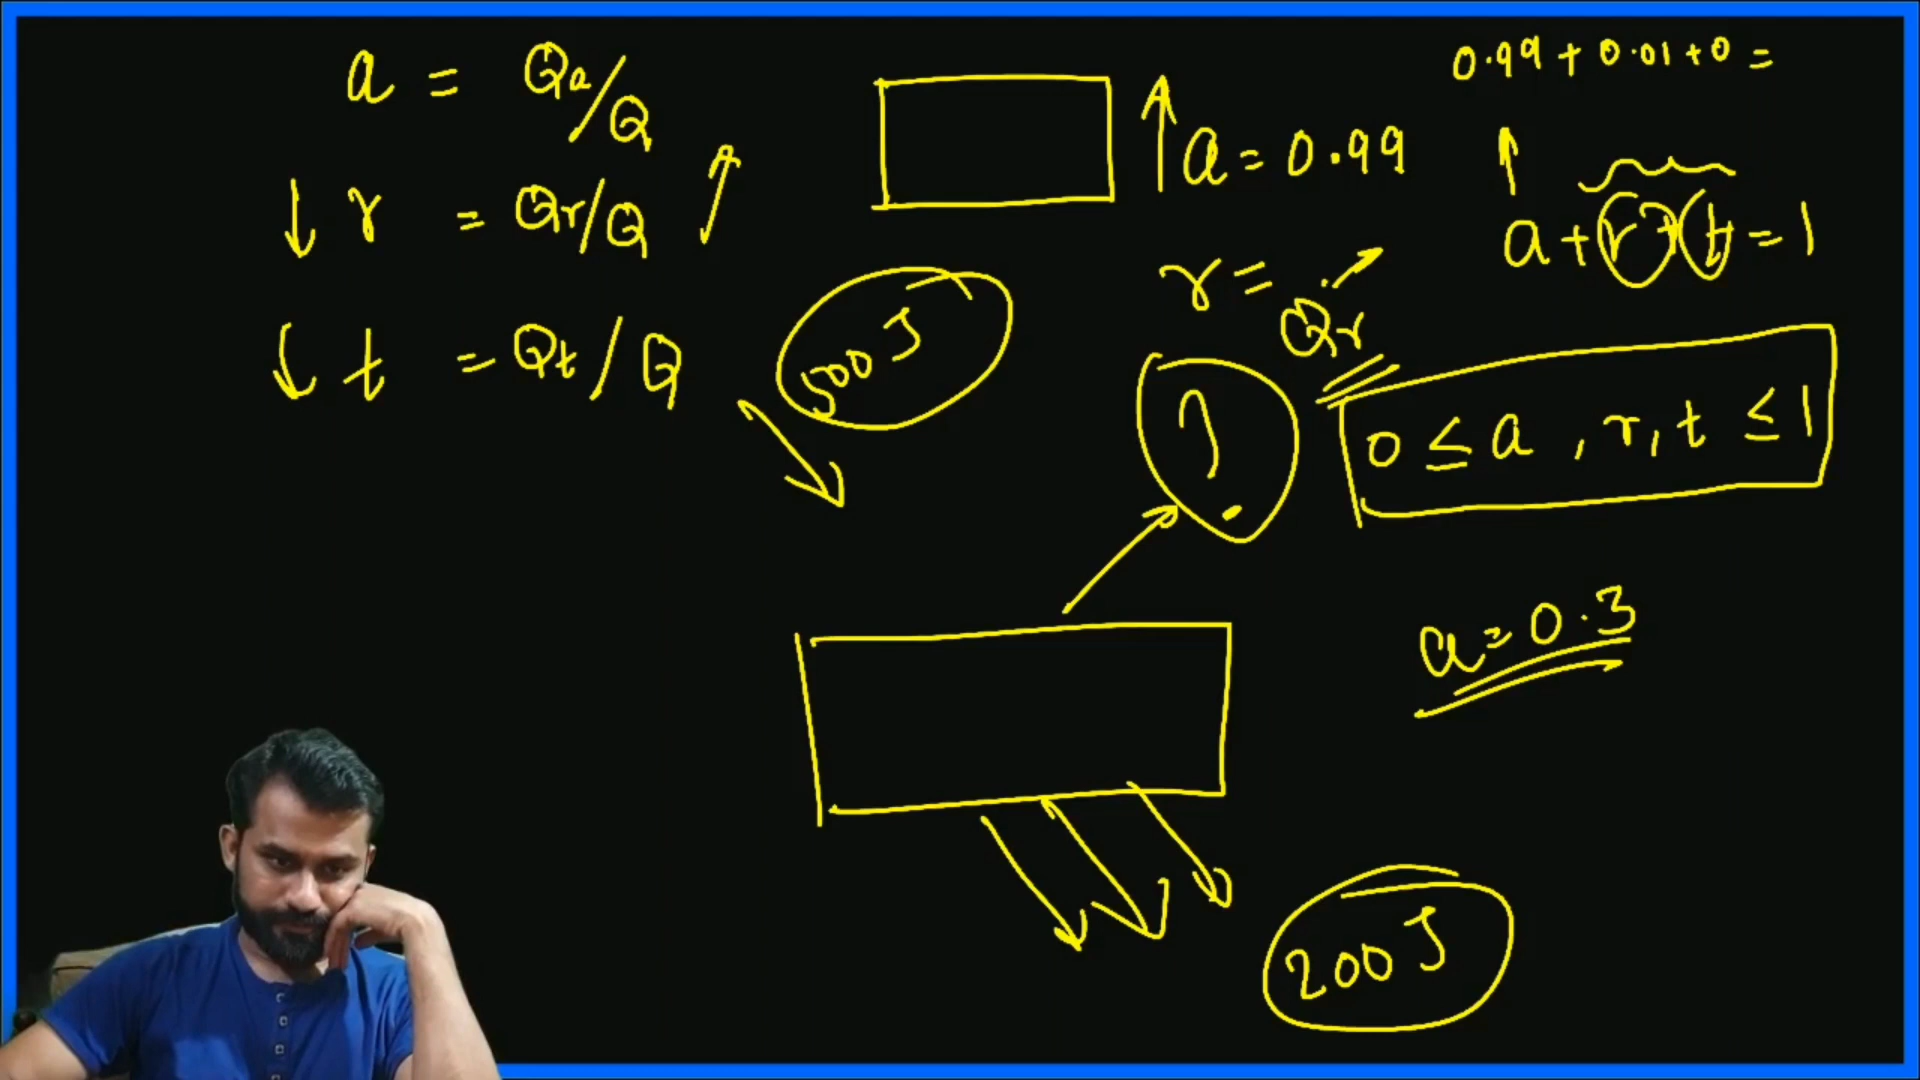 a = Qa/Q
r = Qr/Q
t = Qt/Q
500 J
a = 0.99
0.99 + 0.01 + 0 =
a + r + t = 1
r = Qr
?
0 ≤ a, r, t ≤ 1
a = 0.3
200 J